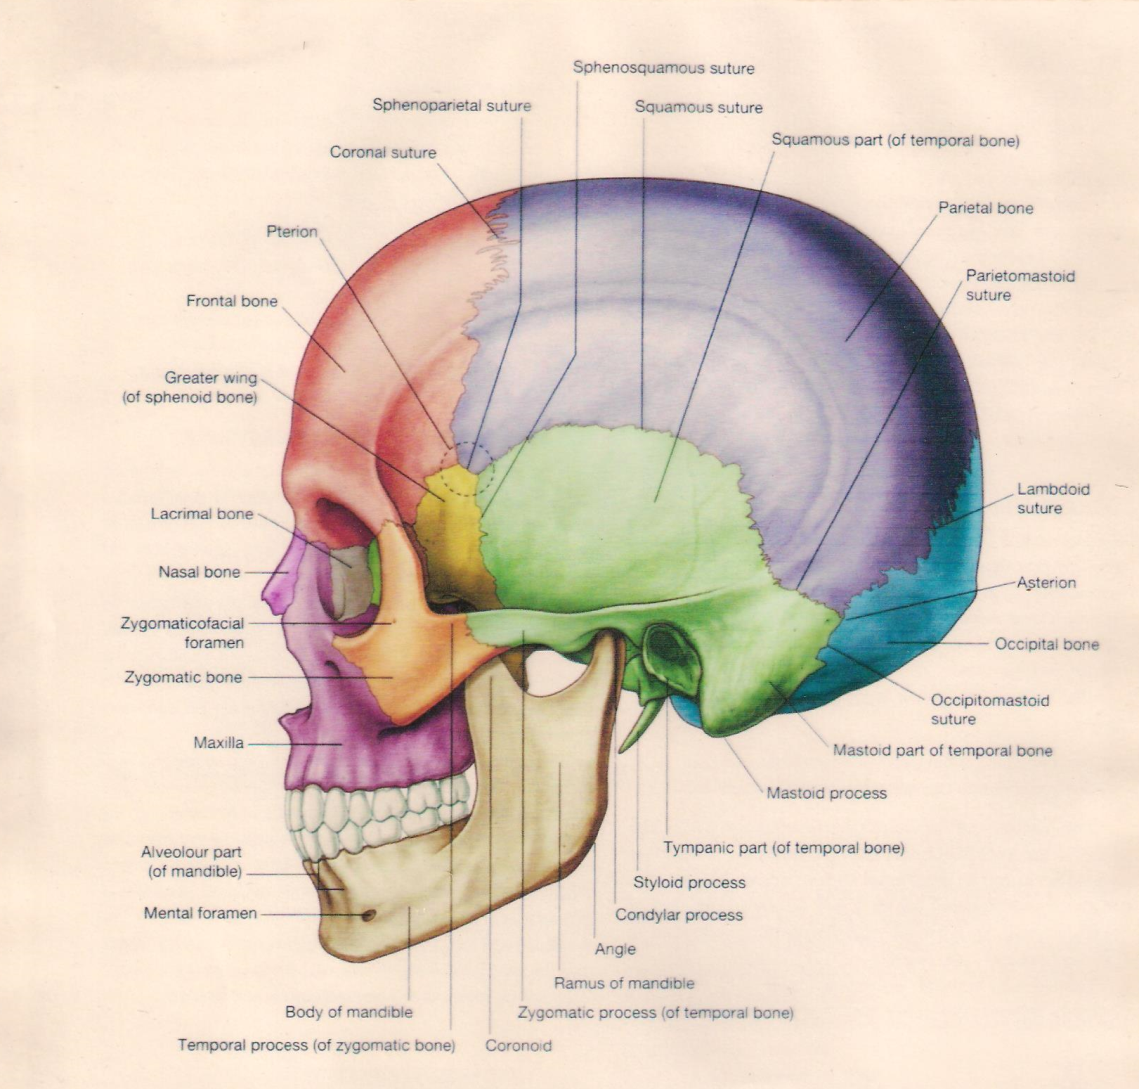 Sphenosquamous suture
Sphenoparietal suture
Squamous suture
Squamous part (of temporal bone)
Coronal suture
Parietal bone
Pterion
Parietomastoid
suture
Frontal bone
Greater wing
(of sphenoid bone)
Lambdoid
suture
Lacrimal bone
Nasal bone
Asterion
Zygomaticofacial
foramen
Occipital bone
Zygomatic bone
Occipitomastoid
suture
Maxilla
Mastoid part of temporal bone
Mastoid process
Alveolour part
(of mandible)
Tympanic part (of temporal bone)
Styloid process
Mental foramen
Condylar process
Angle
Ramus of mandible
Body of mandible
Zygomatic process (of temporal bone)
Temporal process (of zygomatic bone)
Coronoid